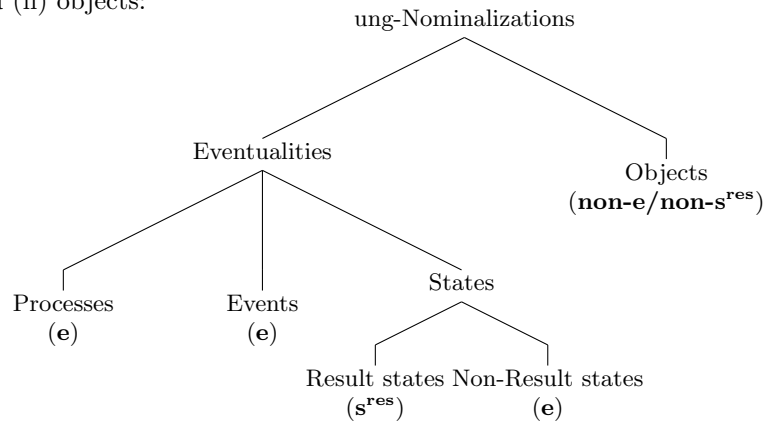 (ii) objects:
ung-Nominalizations
Eventualities
Objects
(non-e/non-s^res)
Processes
(e)
Events
(e)
States
Result states
(s^res)
Non-Result states
(e)